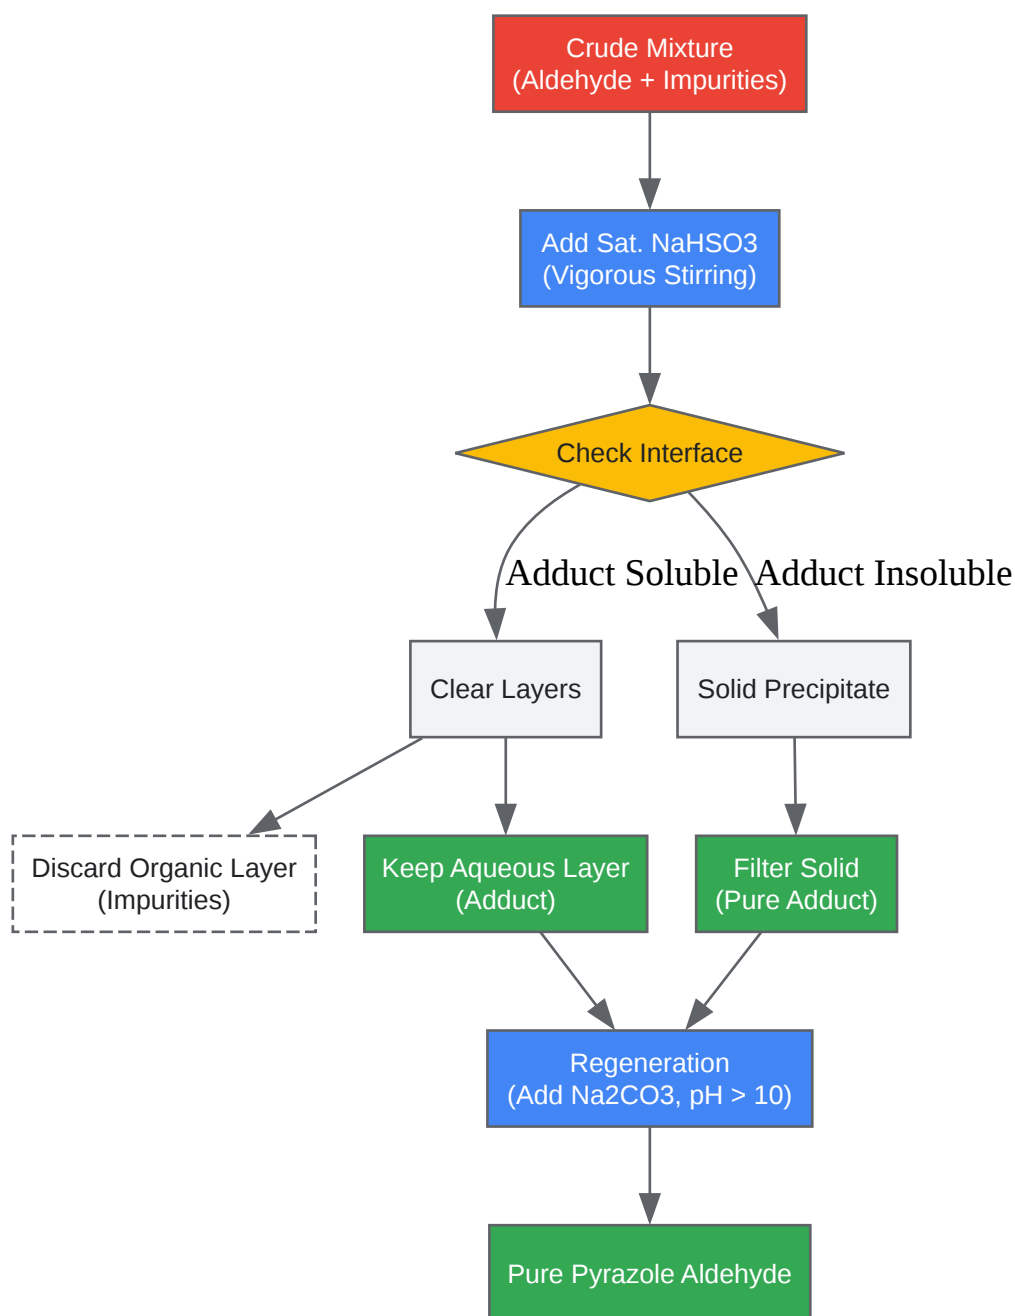 Crude Mixture
(Aldehyde + Impurities)
Add Sat. NaHSO3
(Vigorous Stirring)
Check Interface
Adduct Soluble
Adduct Insoluble
Clear Layers
Solid Precipitate
Discard Organic Layer
(Impurities)
Keep Aqueous Layer
(Adduct)
Filter Solid
(Pure Adduct)
Regeneration
(Add Na2CO3, pH > 10)
Pure Pyrazole Aldehyde